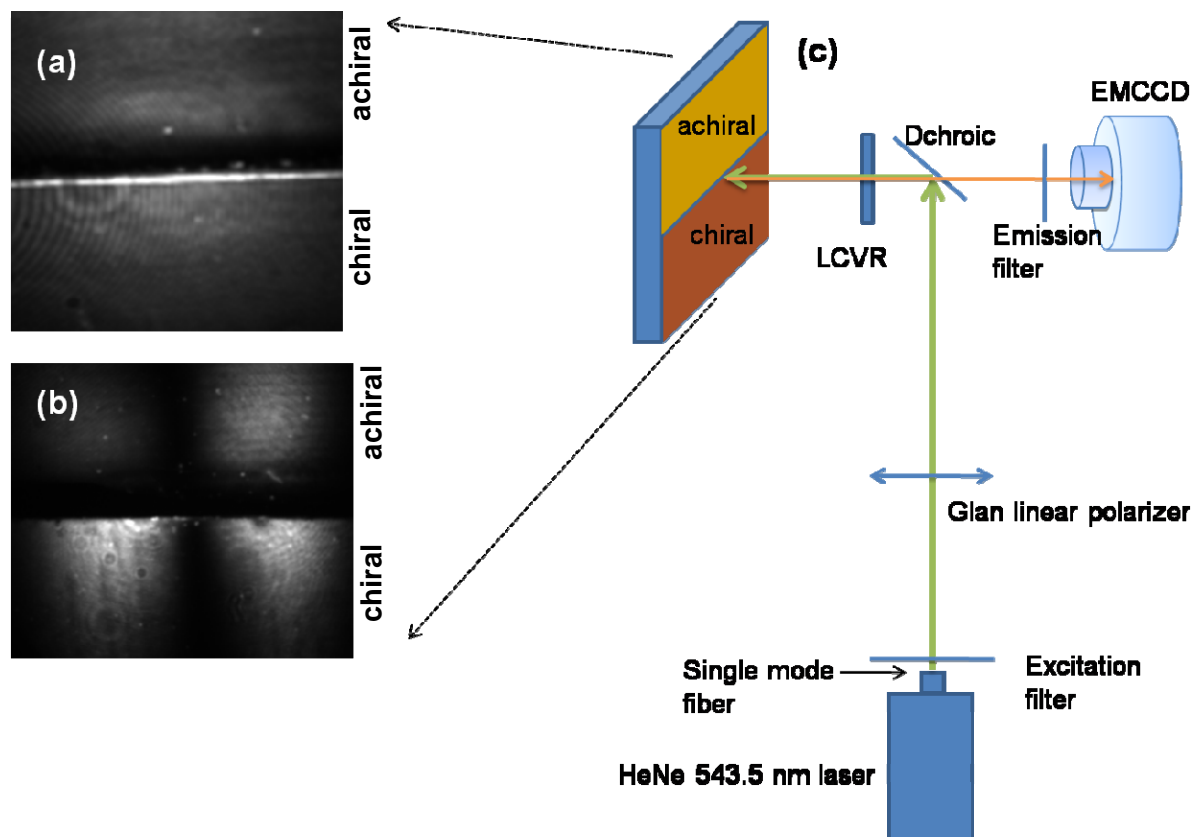 (a)
achiral
chiral
(b)
achiral
chiral
(c)
achiral
chiral
LCVR
Dchroic
EMCCD
Emission
filter
Glan linear polarizer
Single mode
fiber
Excitation
filter
HeNe 543.5 nm laser